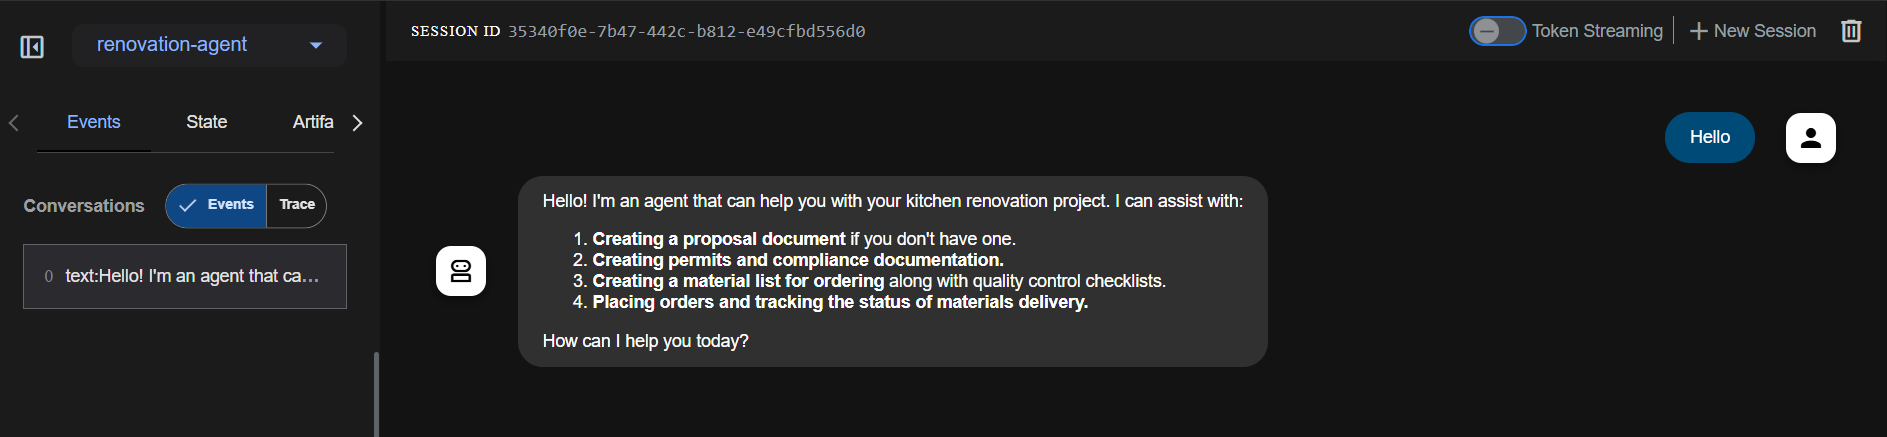 renovation-agent
SESSION ID 35340f0e-7b47-442c-b812-e49cfbd556d0
Token Streaming
New Session
Events State Artifa
Hello
Conversations
Events Trace
0 text:Hello! I'm an agent that ca...
Hello! I'm an agent that can help you with your kitchen renovation project. I can assist with:
1. Creating a proposal document if you don't have one.
2. Creating permits and compliance documentation.
3. Creating a material list for ordering along with quality control checklists.
4. Placing orders and tracking the status of materials delivery.
How can I help you today?